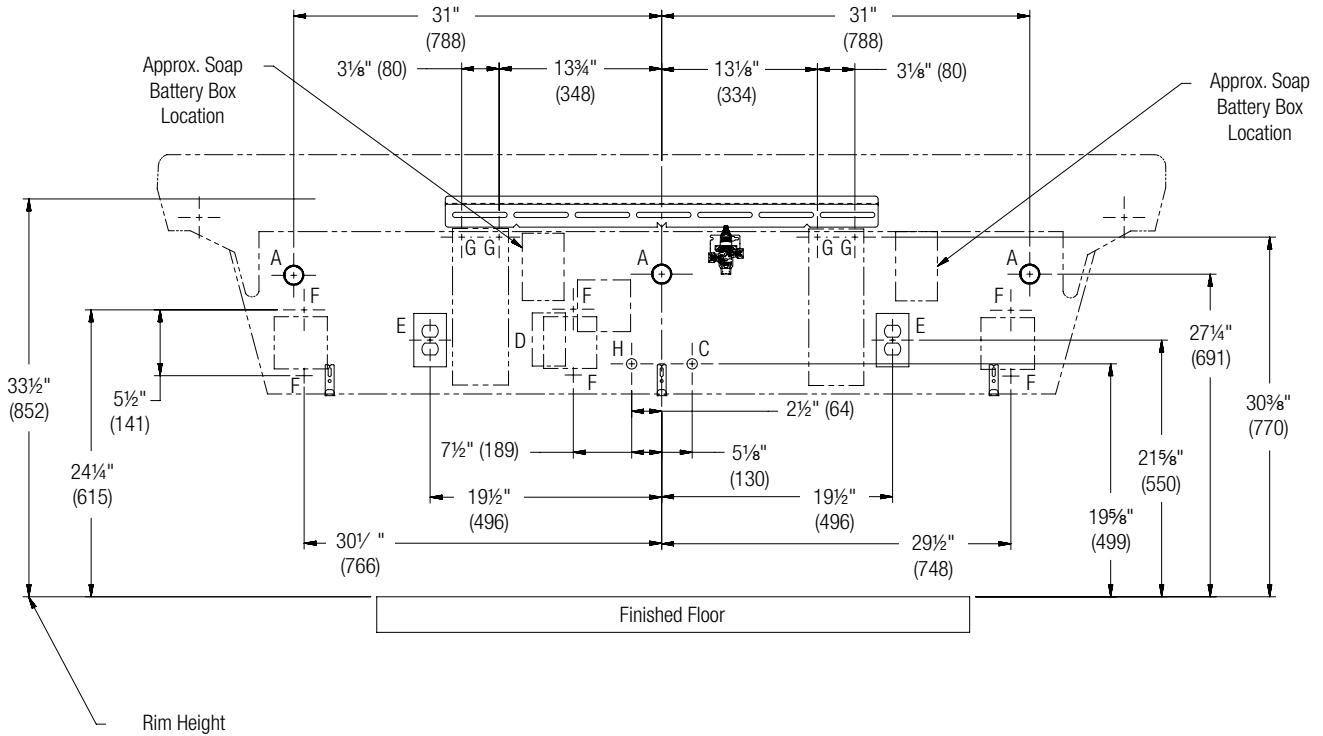 31"
(788)
31"
(788)
3⅛" (80)
13¾"
(348)
13⅛"
(334)
3⅛" (80)
Approx. Soap
Battery Box
Location
Approx. Soap
Battery Box
Location
G G
G G
A
A
A
F
F
F
E
D
E
H
C
F
F
F
33½"
(852)
5½"
(141)
24¼"
(615)
27¼"
(691)
30⅜"
(770)
2½" (64)
7½" (189)
5⅛"
(130)
21⅝"
(550)
19½"
(496)
19½"
(496)
19⅝"
(499)
(766)
29½"
(748)
Finished Floor
Rim Height